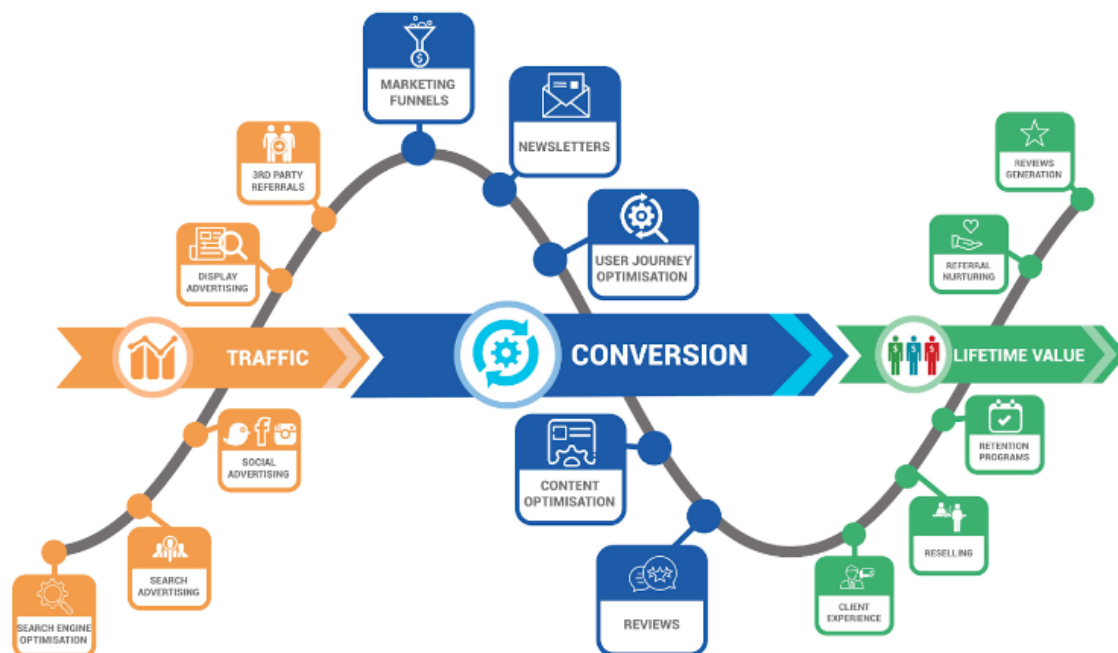 MARKETING
FUNNELS
NEWSLETTERS
USER JOURNEY
OPTIMISATION
3RD PARTY
REFERRALS
DISPLAY
ADVERTISING
REVIEWS
GENERATION
REFERRAL
NURTURING
TRAFFIC
CONVERSION
LIFETIME VALUE
SOCIAL
ADVERTISING
SEARCH
ADVERTISING
SEARCH ENGINE
OPTIMISATION
CONTENT
OPTIMISATION
REVIEWS
RETENTION
PROGRAMS
RESELLING
CLIENT
EXPERIENCE